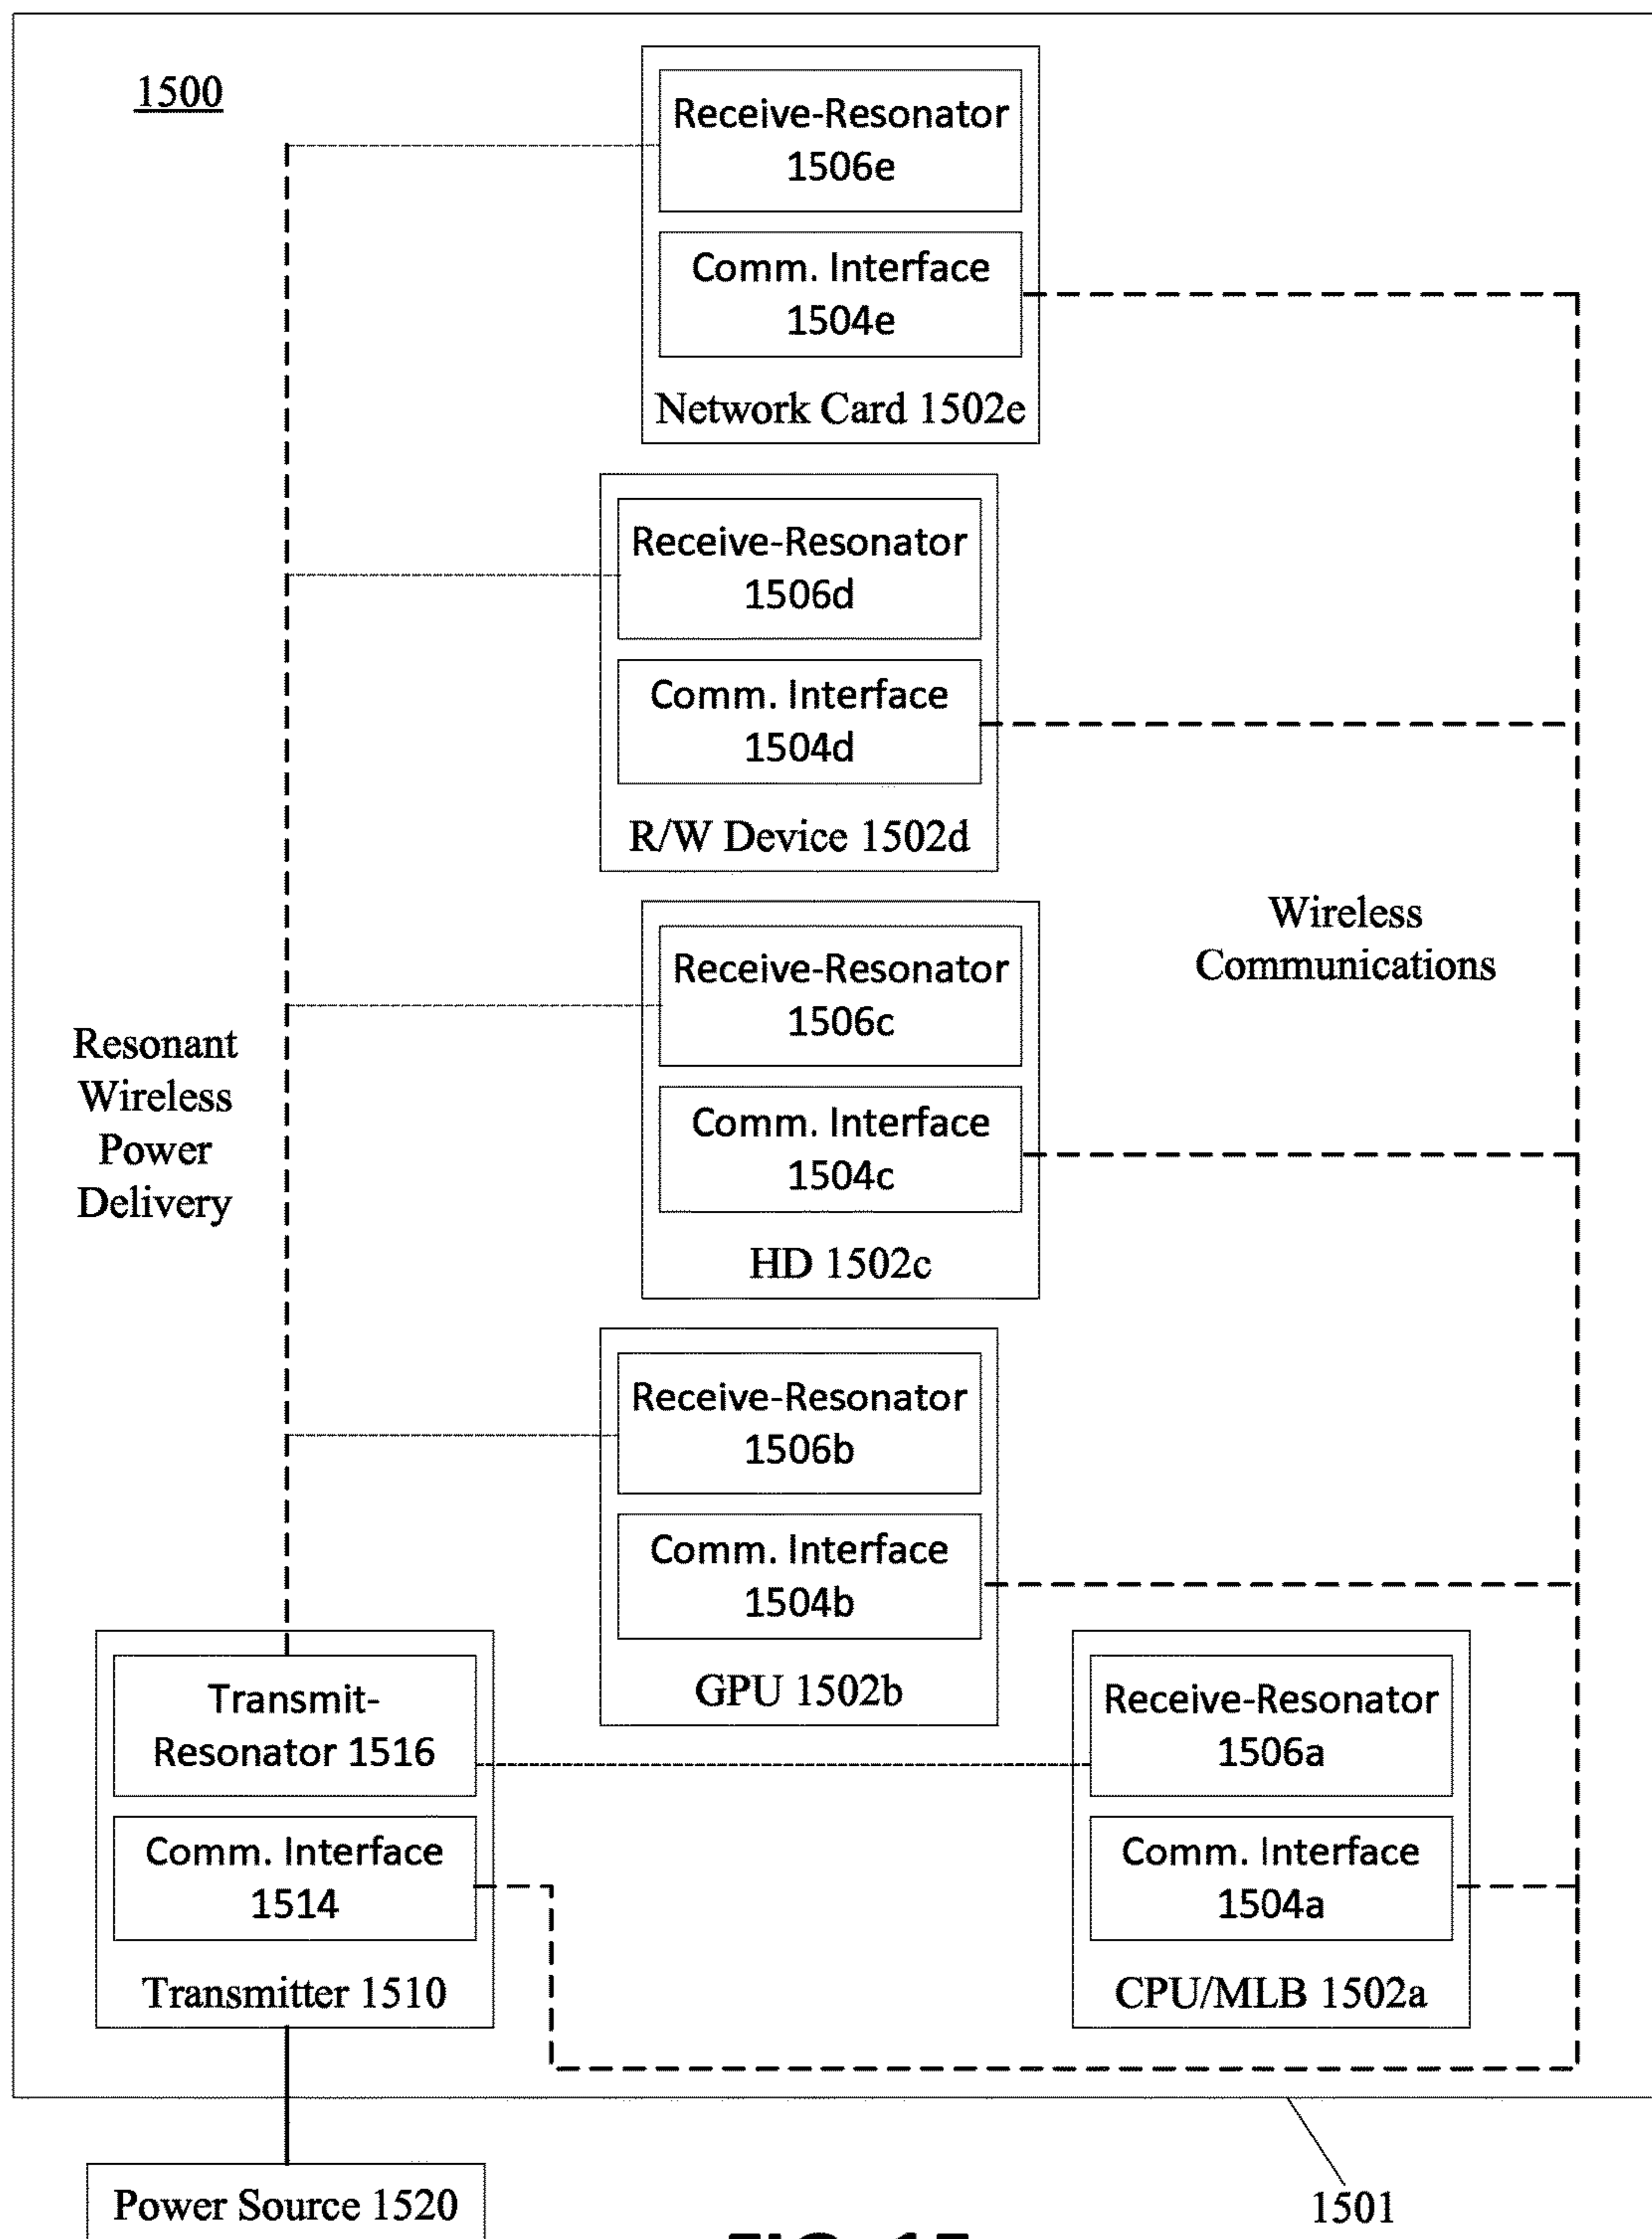 1500
Receive-Resonator
1506e
Comm. Interface
1504e
Network Card 1502e
Receive-Resonator
1506d
Comm. Interface
1504d
R/W Device 1502d
Wireless
Communications
Receive-Resonator
1506c
Comm. Interface
1504c
HD 1502c
Resonant
Wireless
Power
Delivery
Receive-Resonator
1506b
Comm. Interface
1504b
GPU 1502b
Transmit-
Resonator 1516
Comm. Interface
1514
Transmitter 1510
Receive-Resonator
1506a
Comm. Interface
1504a
CPU/MLB 1502a
Power Source 1520
1501